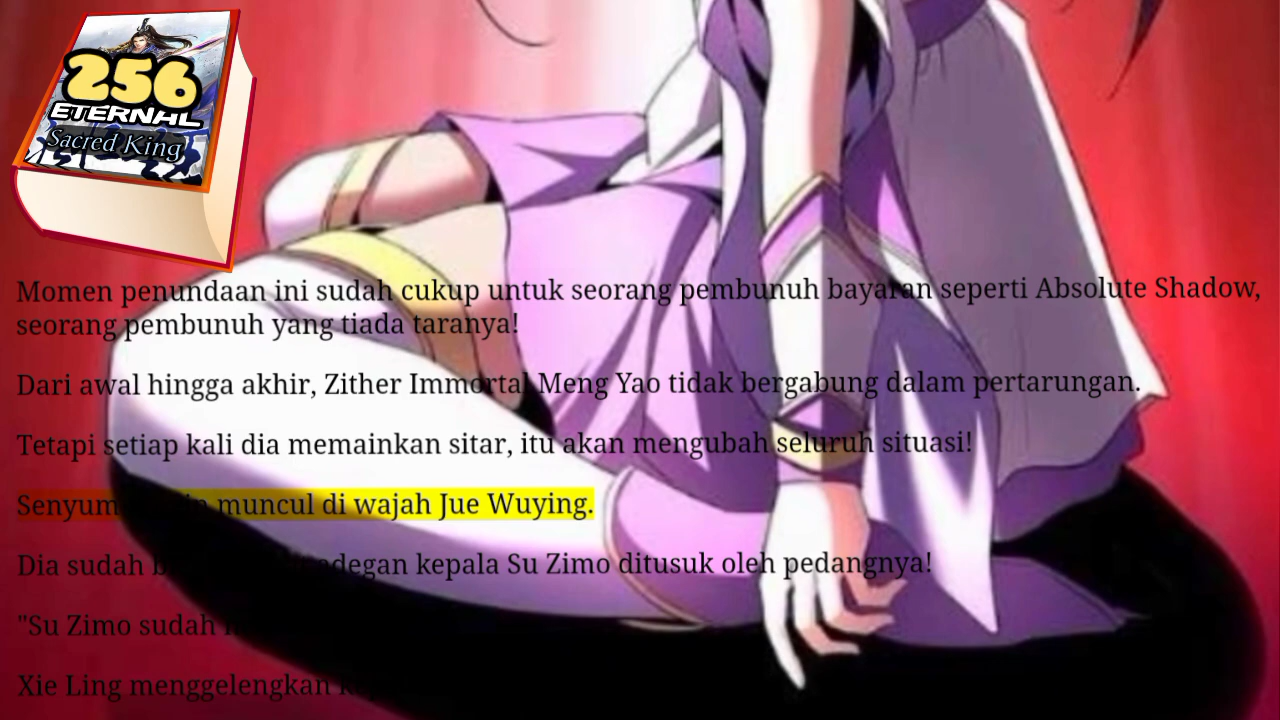 256
ETERNAL
Sacred King
Momen penundaan ini sudah cukup untuk seorang pembunuh bayaran seperti Absolute Shadow,
seorang pembunuh yang tiada taranya!
Dari awal hingga akhir, Zither Immortal Meng Yao tidak bergabung dalam pertarungan.
Tetapi setiap kali dia memainkan sitar, itu akan mengubah seluruh situasi!
Senyum muncul di wajah Jue Wuying.
Dia sudah adegan kepala Su Zimo ditusuk oleh pedangnya!
"Su Zimo sudah
Xie Ling menggelengkan